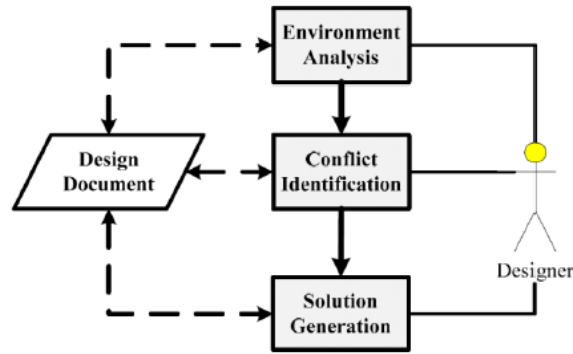 Environment
Analysis
Design
Document
Conflict
Identification
Designer
Solution
Generation